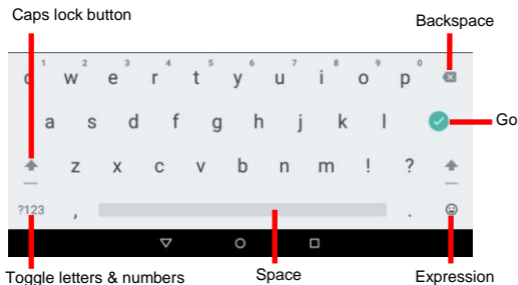 Caps lock button
Backspace
1 2 3 4 5 6 7 8 9 0
q w e r t y u i o p
a s d f g h j k l
Go
z x c v b n m ! ?
?123 , .
Toggle letters & numbers
Space
Expression